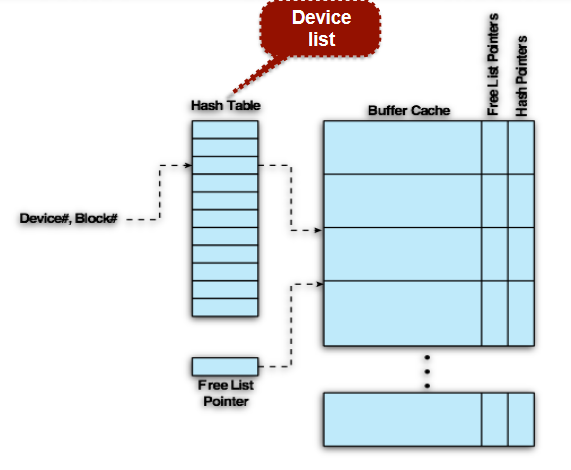 Device
list
Hash Table
Buffer Cache
Free List Pointers
Hash Pointers
Device#, Block#
Free List
Pointer